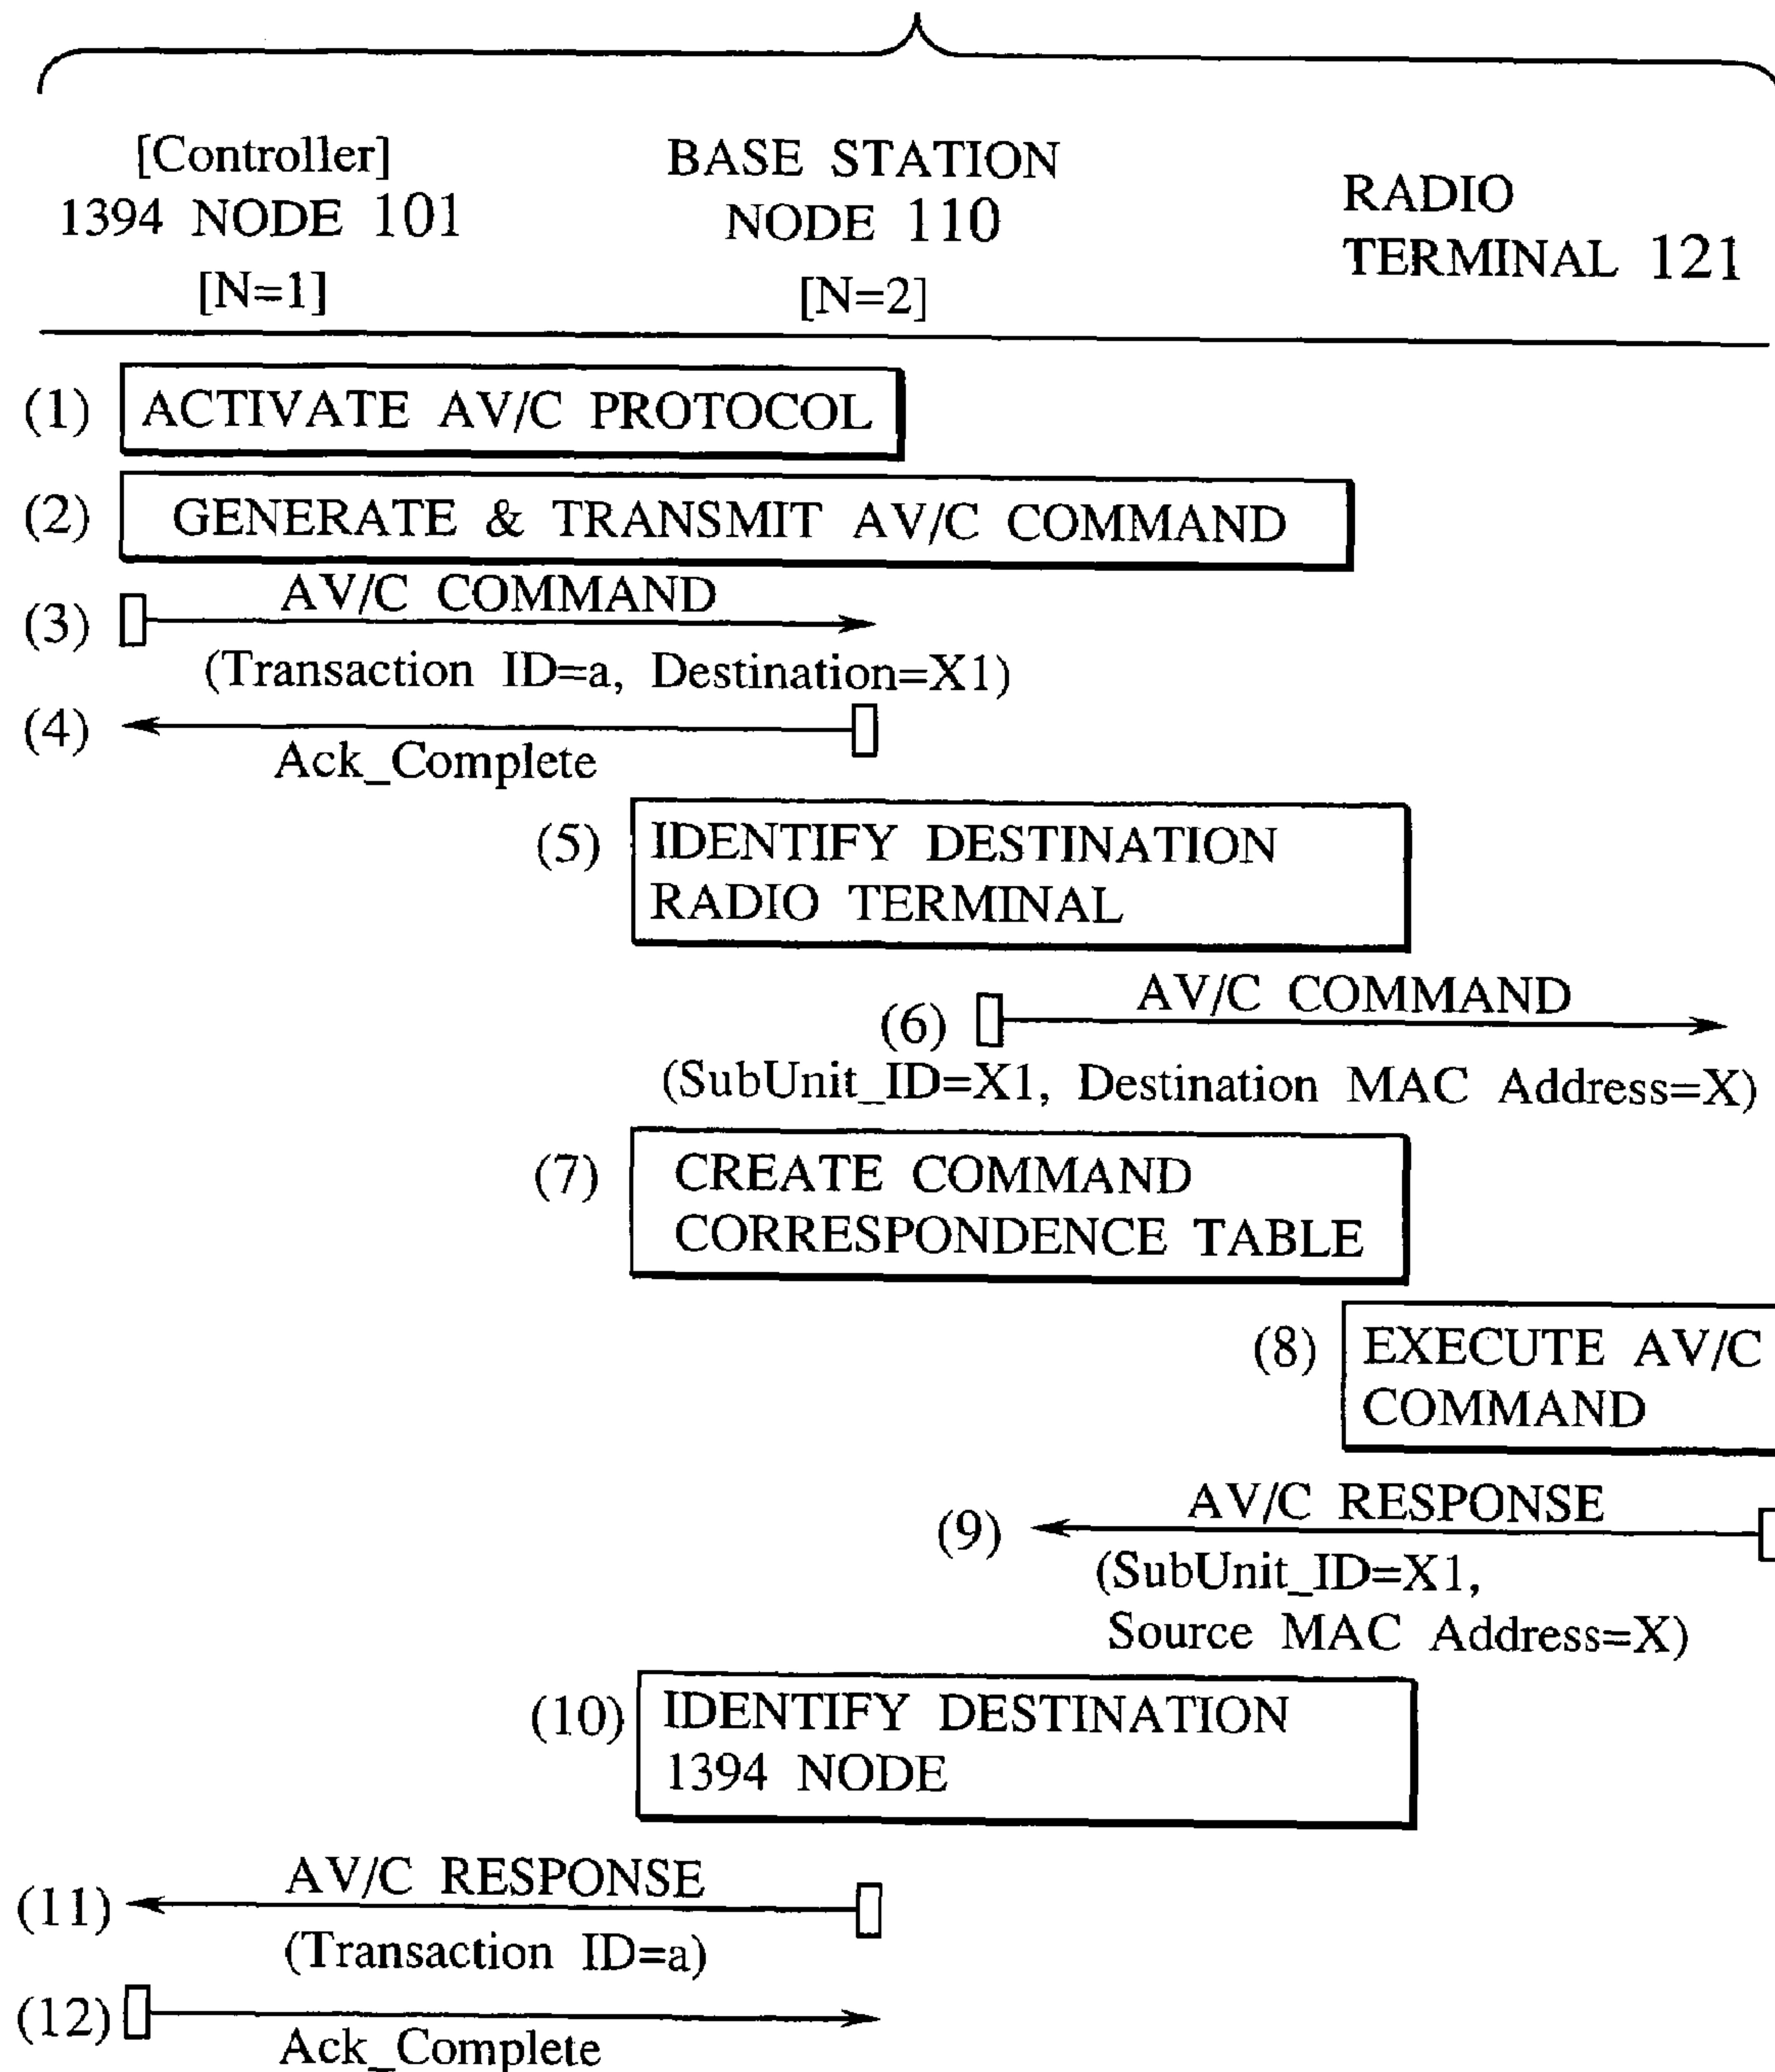 [Controller]
1394 NODE 101
[N=1]
BASE STATION
NODE 110
[N=2]
RADIO
TERMINAL 121
(1) ACTIVATE AV/C PROTOCOL
(2) GENERATE & TRANSMIT AV/C COMMAND
(3) AV/C COMMAND
(Transaction ID=a, Destination=X1)
(4) Ack_Complete
(5) IDENTIFY DESTINATION
RADIO TERMINAL
(6) AV/C COMMAND
(SubUnit_ID=X1, Destination MAC Address=X)
(7) CREATE COMMAND
CORRESPONDENCE TABLE
(8) EXECUTE AV/C
COMMAND
(9) AV/C RESPONSE
(SubUnit_ID=X1,
Source MAC Address=X)
(10) IDENTIFY DESTINATION
1394 NODE
(11) AV/C RESPONSE
(Transaction ID=a)
(12) Ack_Complete